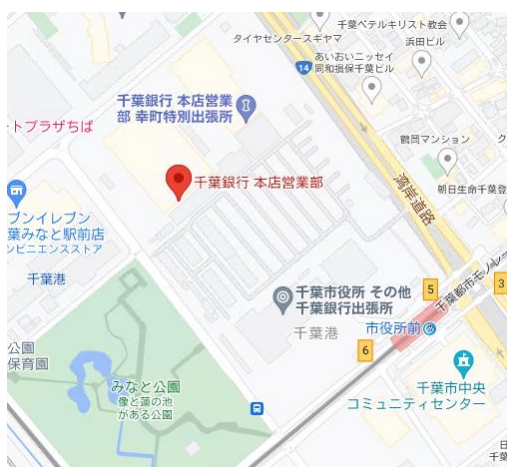 千葉ベテルキリスト教会
浜田ビル
タイヤセンタースギヤマ
あいおいニッセイ
同和損保千葉ビル
14
千葉銀行 本店営業
部 幸町特別出張所
ートプラザちば
鶴岡マンション
ク
千葉銀行 本店営業部
朝日生命千葉登
湾岸道路
ブンイレブン
葉みなと駅前店
ンビニエンスストア
千葉港
千葉市役所 その他
千葉銀行出張所
千葉港
5
3
千葉都市モノレー
市役所前
6
公園
保育園
みなと公園
像と蓮の池
がある公園
千葉市中央
コミュニティセンター
日
千葉